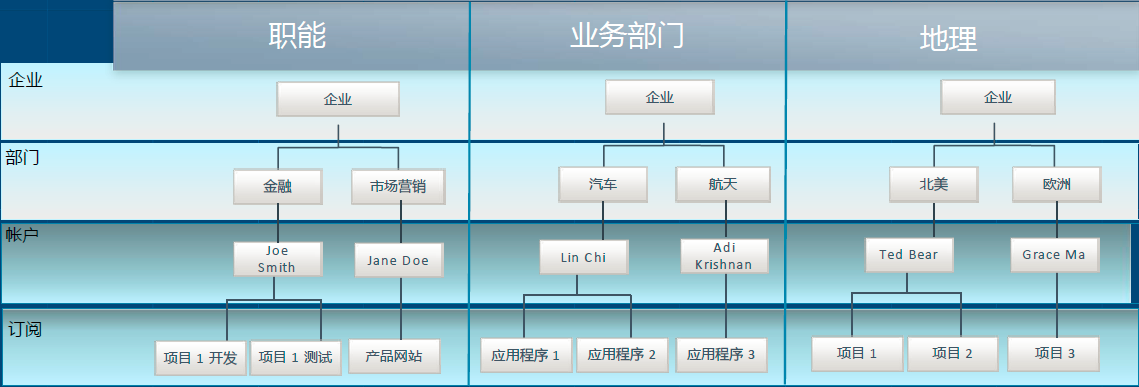 职能 业务部门 地理
企业
企业 企业 企业
部门
金融 市场营销 汽车 航天 北美 欧洲
帐户
Joe
Smith
Jane Doe
Lin Chi
Adi
Krishnan
Ted Bear
Grace Ma
订阅
项目 1 开发 项目 1 测试 产品网站 应用程序 1 应用程序 2 应用程序 3 项目 1 项目 2 项目 3